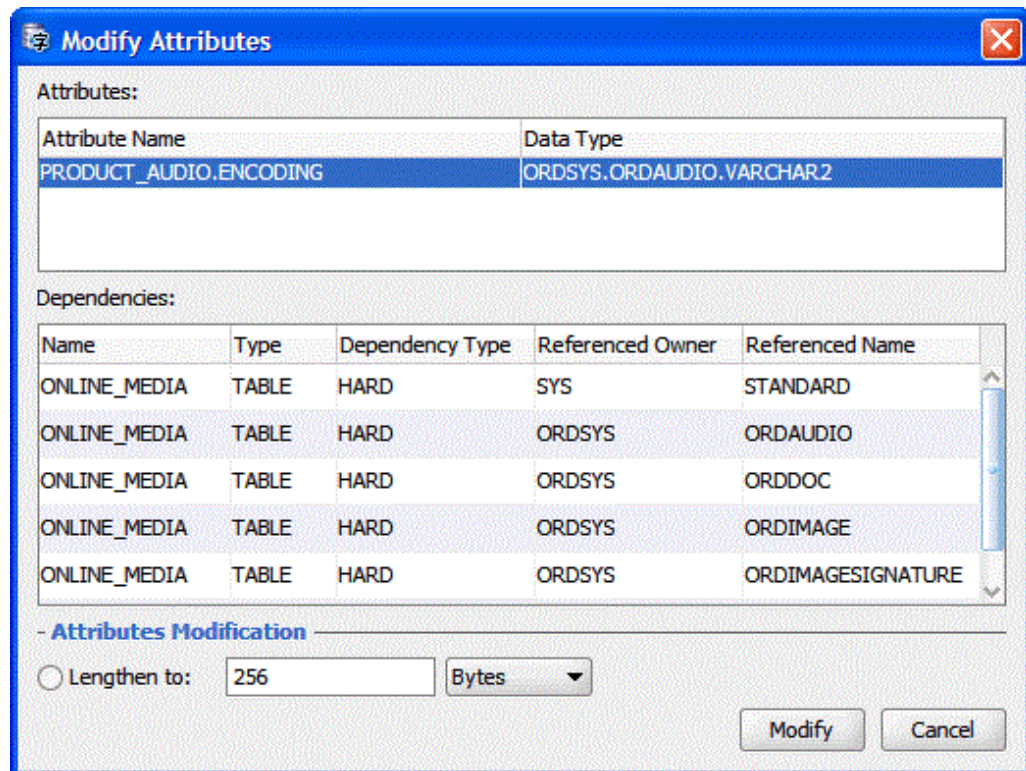 Modify Attributes
Attributes:
Attribute Name Data Type
PRODUCT_AUDIO.ENCODING ORDSYS.ORDAUDIO.VARCHAR2
Dependencies:
Name Type Dependency Type Referenced Owner Referenced Name
ONLINE_MEDIA TABLE HARD SYS STANDARD
ONLINE_MEDIA TABLE HARD ORDSYS ORDAUDIO
ONLINE_MEDIA TABLE HARD ORDSYS ORDDOC
ONLINE_MEDIA TABLE HARD ORDSYS ORDIMAGE
ONLINE_MEDIA TABLE HARD ORDSYS ORDIMAGESIGNATURE
Attributes Modification
Lengthen to: 256 Bytes
Modify Cancel